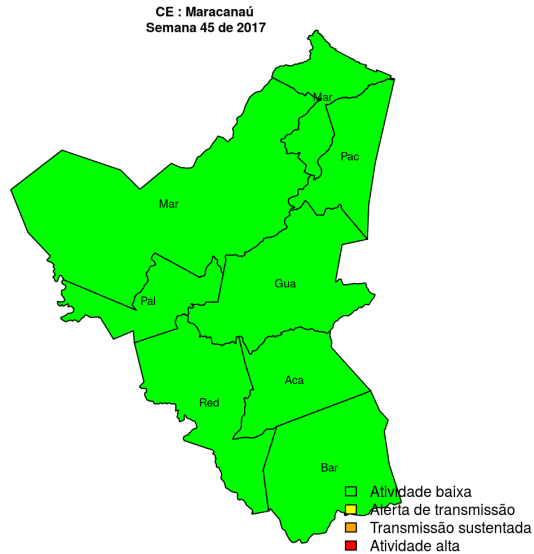 CE : Maracanaú
Semana 45 de 2017
Mar
Pac
Mar
Gua
Pal
Aca
Red
Bar
Atividade baixa
Alerta de transmissão
Transmissão sustentada
Atividade alta